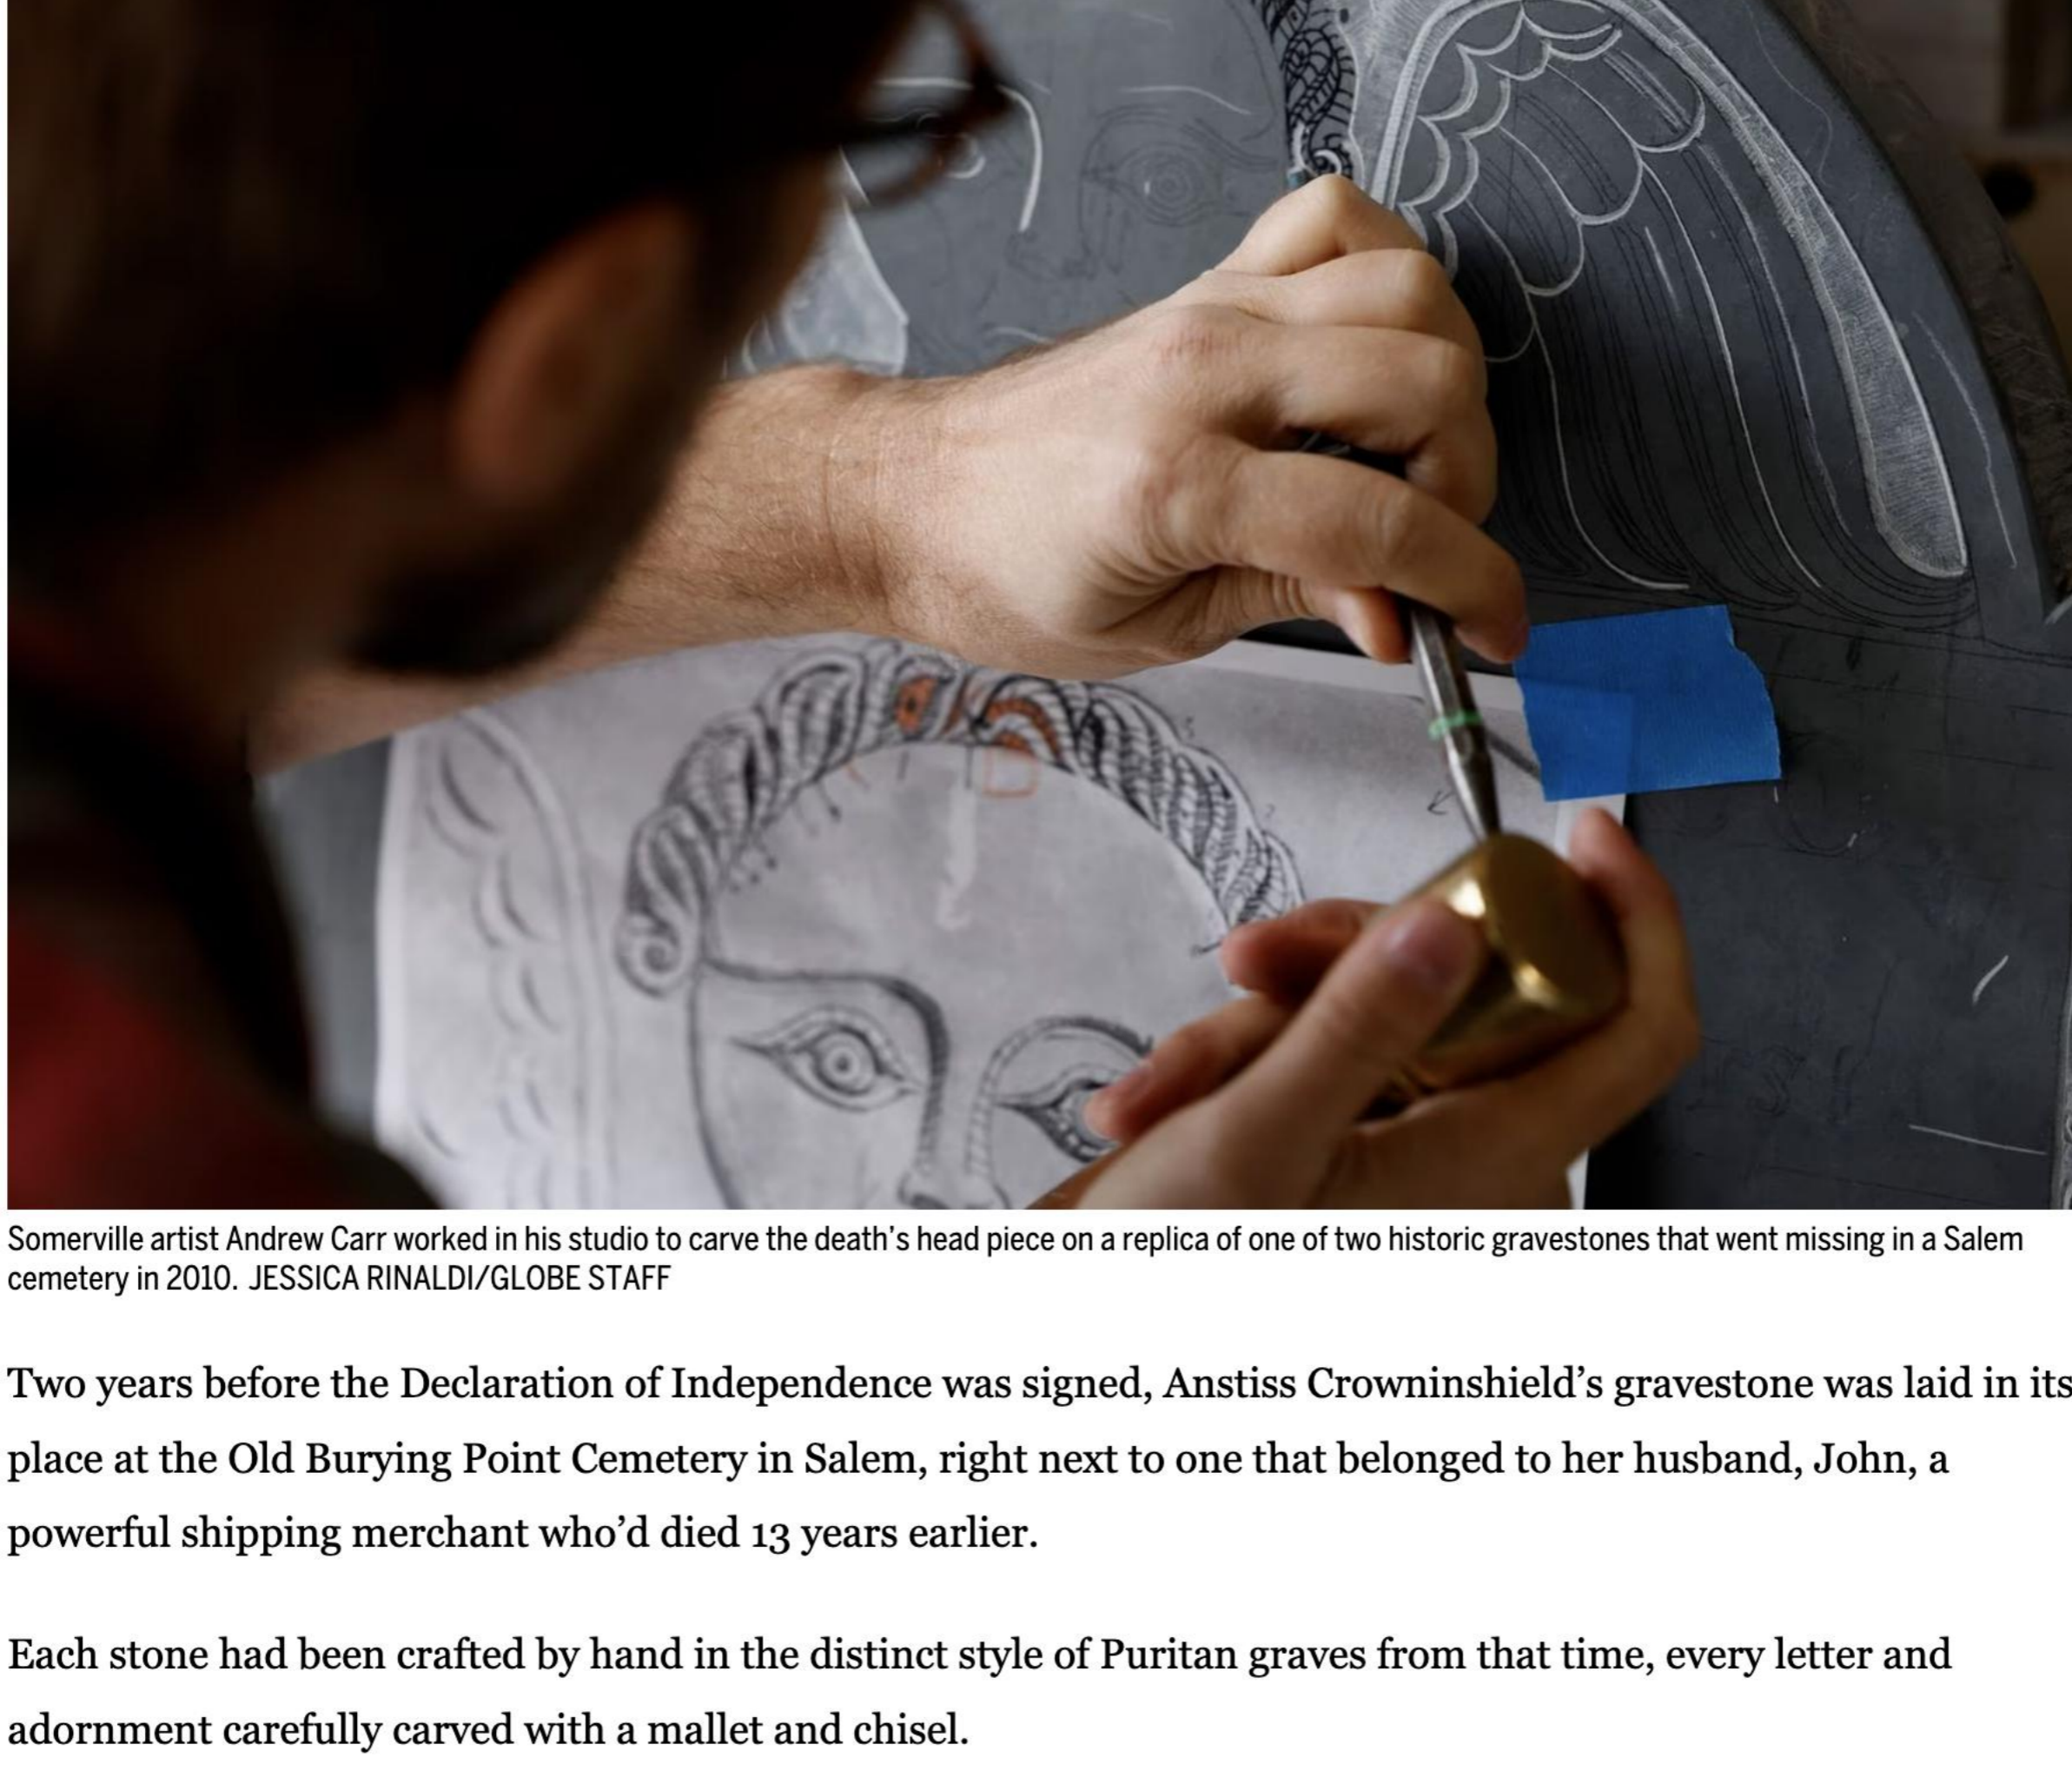 Somerville artist Andrew Carr worked in his studio to carve the death’s head piece on a replica of one of two historic gravestones that went missing in a Salem
cemetery in 2010. JESSICA RINALDI/GLOBE STAFF
Two years before the Declaration of Independence was signed, Anstiss Crowninshield’s gravestone was laid in its
place at the Old Burying Point Cemetery in Salem, right next to one that belonged to her husband, John, a
powerful shipping merchant who’d died 13 years earlier.
Each stone had been crafted by hand in the distinct style of Puritan graves from that time, every letter and
adornment carefully carved with a mallet and chisel.